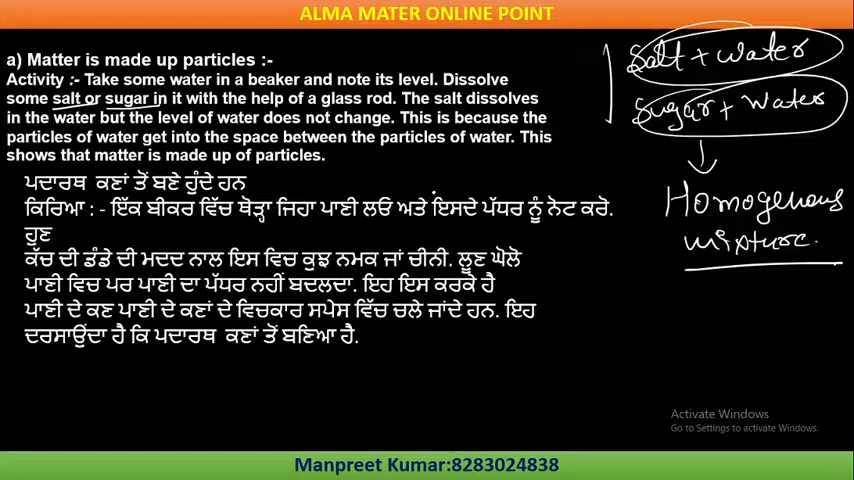 ALMA MATER ONLINE POINT
a) Matter is made up particles :-
Activity :- Take some water in a beaker and note its level. Dissolve
some salt or sugar in it with the help of a glass rod. The salt dissolves
in the water but the level of water does not change. This is because the
particles of water get into the space between the particles of water. This
shows that matter is made up of particles.
ਪਦਾਰਥ ਕਣਾਂ ਤੋਂ ਬਣੇ ਹੁੰਦੇ ਹਨ
ਕਿਰਿਆ : - ਇੱਕ ਬੀਕਰ ਵਿੱਚ ਥੋੜ੍ਹਾ ਜਿਹਾ ਪਾਣੀ ਲਓ ਅਤੇ ਇਸਦੇ ਪੱਧਰ ਨੂੰ ਨੋਟ ਕਰੋ.
ਹੁਣ
ਕੱਚ ਦੀ ਡੰਡੇ ਦੀ ਮਦਦ ਨਾਲ ਇਸ ਵਿਚ ਕੁਝ ਨਮਕ ਜਾਂ ਚੀਨੀ. ਲੂਣ ਘੋਲੋ
ਪਾਣੀ ਵਿਚ ਪਰ ਪਾਣੀ ਦਾ ਪੱਧਰ ਨਹੀਂ ਬਦਲਦਾ. ਇਹ ਇਸ ਕਰਕੇ ਹੈ
ਪਾਣੀ ਦੇ ਕਣ ਪਾਣੀ ਦੇ ਕਣਾਂ ਦੇ ਵਿਚਕਾਰ ਸਪੇਸ ਵਿੱਚ ਚਲੇ ਜਾਂਦੇ ਹਨ. ਇਹ
ਦਰਸਾਉਂਦਾ ਹੈ ਕਿ ਪਦਾਰਥ ਕਣਾਂ ਤੋਂ ਬਣਿਆ ਹੈ.
Salt + water
Sugar + water
Homogenous
mixture.
Activate Windows
Go to Settings to activate Windows.
Manpreet Kumar:8283024838